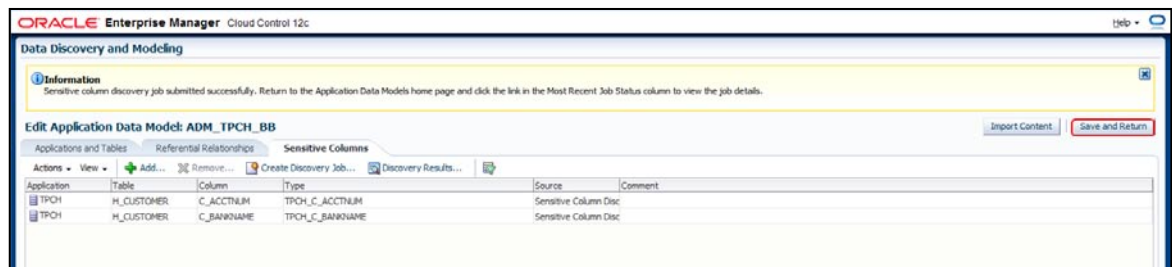 ORACLE Enterprise Manager Cloud Control 12c Help
Data Discovery and Modeling
Information
Sensitive column discovery job submitted successfully. Return to the Application Data Models home page and click the link in the Most Recent Job Status column to view the job details.
Edit Application Data Model: ADM_TPCH_BB Import Content Save and Return
Applications and Tables Referential Relationships Sensitive Columns
Actions View Add... Remove... Create Discovery Job... Discovery Results...
Application Table Column Type Source Comment
TPCH H_CUSTOMER C_ACCTNUM TPCH_C_ACCTNUM Sensitive Column Disc
TPCH H_CUSTOMER C_BANKNAME TPCH_C_BANKNAME Sensitive Column Disc